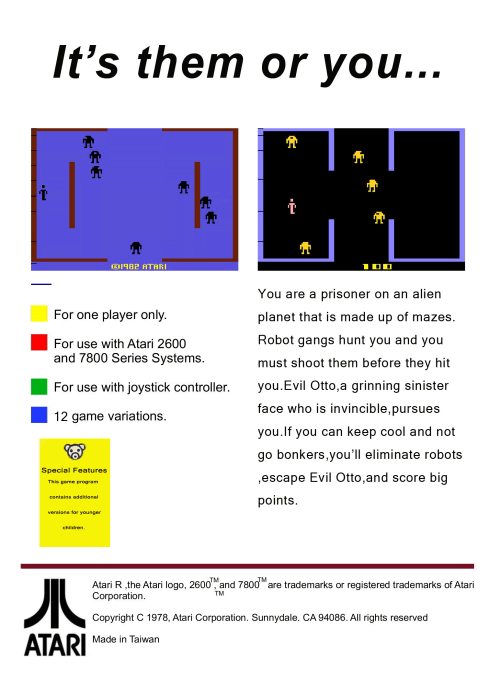 It's them or you...
©1982 ATARI
100
For one player only.
For use with Atari 2600
and 7800 Series Systems.
For use with joystick controller.
12 game variations.
Special Features
This game program
contains additional
versions for younger
children.
You are a prisoner on an alien
planet that is made up of mazes.
Robot gangs hunt you and you
must shoot them before they hit
you.Evil Otto,a grinning sinister
face who is invincible,pursues
you.If you can keep cool and not
go bonkers,you'll eliminate robots
,escape Evil Otto,and score big
points.
Atari R ,the Atari logo, 2600TM, and 7800TM are trademarks or registered trademarks of Atari
Corporation. TM
Copyright C 1978, Atari Corporation. Sunnydale. CA 94086. All rights reserved
Made in Taiwan
ATARI